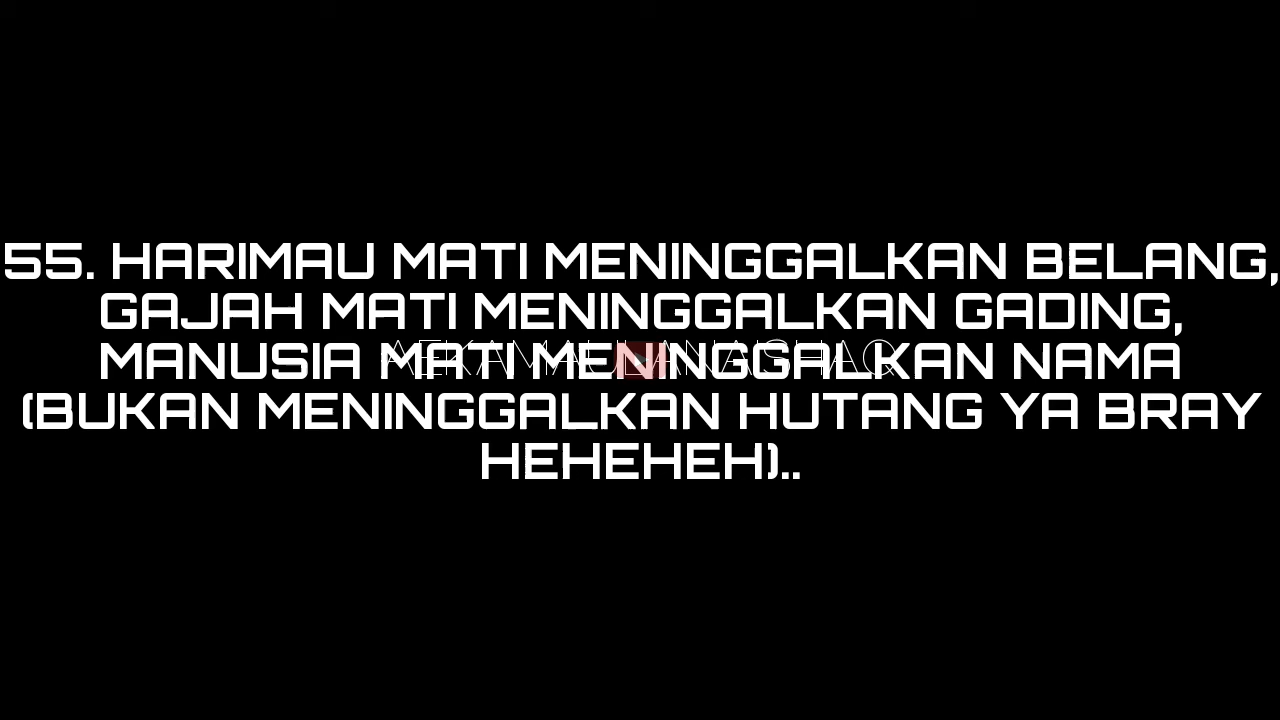 55. HARIMAU MATI MENINGGALKAN BELANG,
GAJAH MATI MENINGGALKAN GADING,
MANUSIA MATI MENINGGALKAN NAMA
(BUKAN MENINGGALKAN HUTANG YA BRAY
HEHEHEH)..